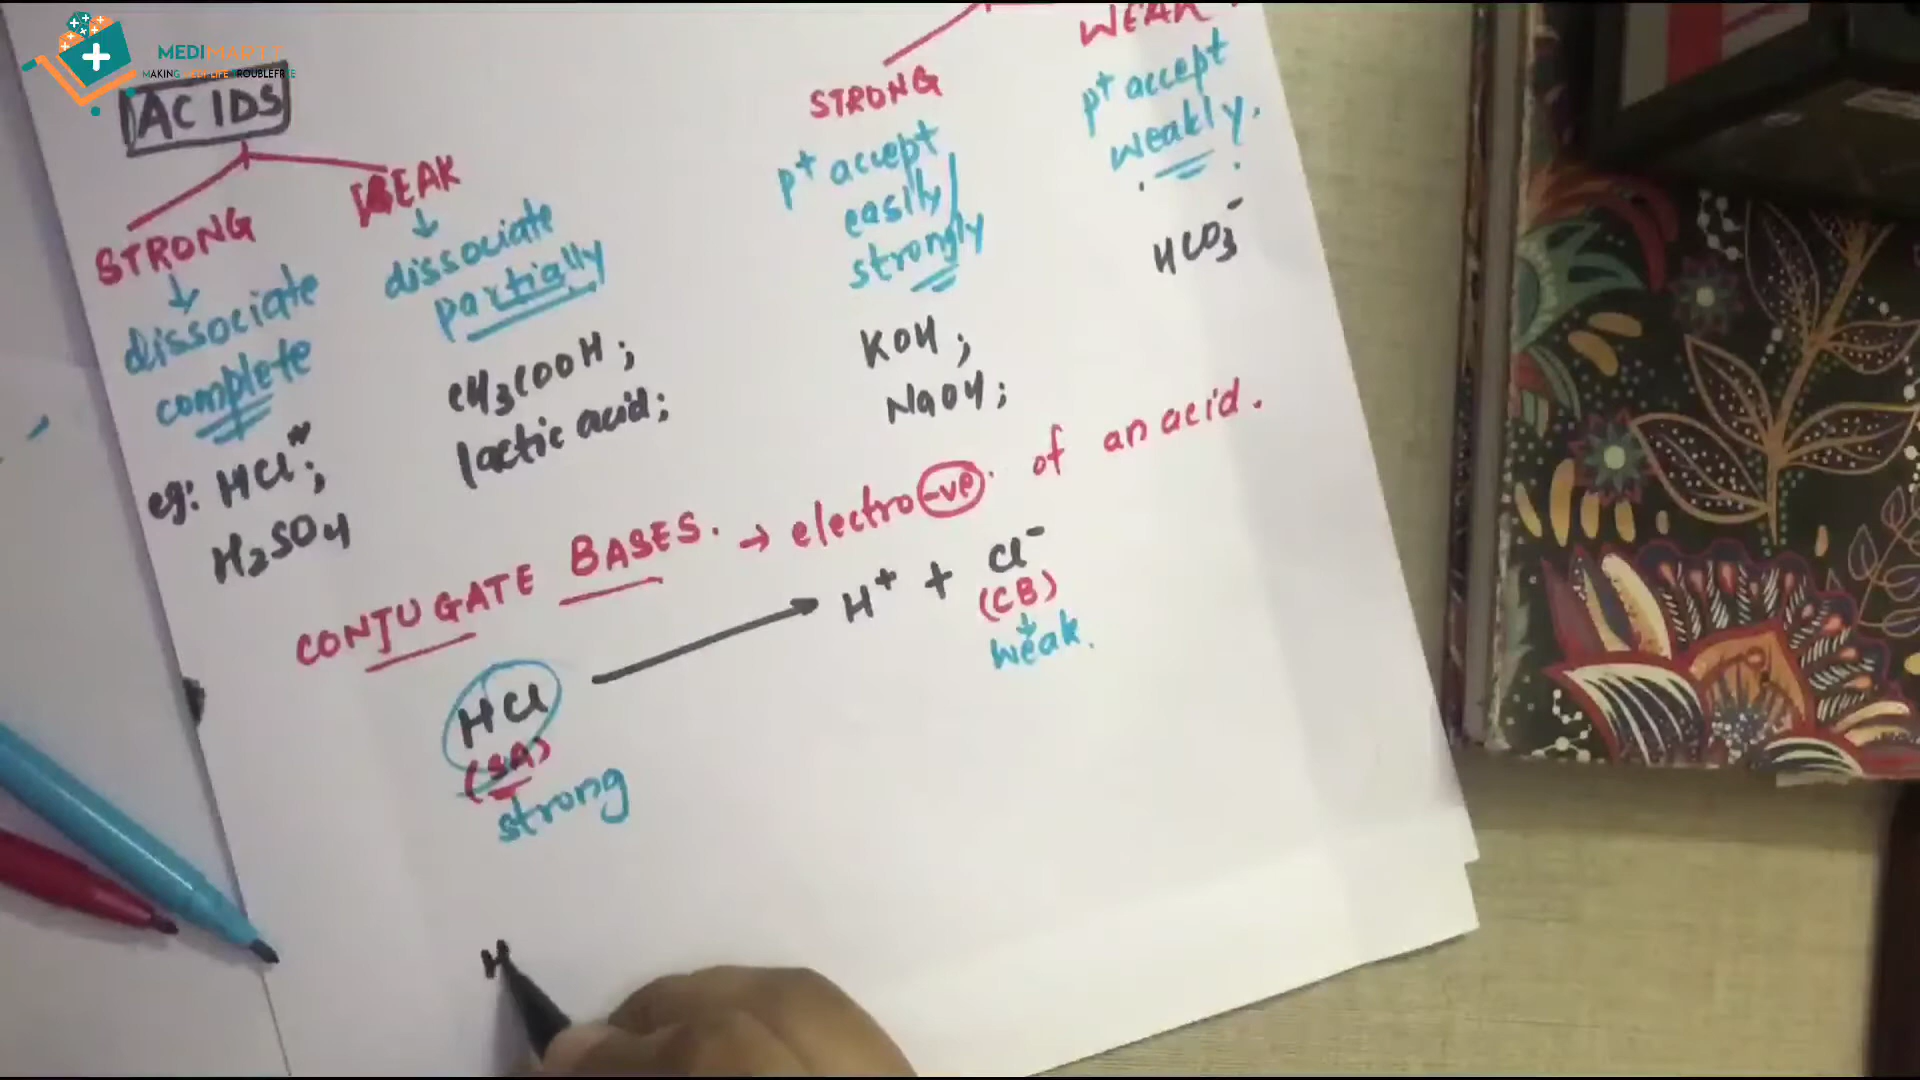 MEDIMARTT
MAKING MEDI LIFE TROUBLEFREE
ACIDS
STRONG
dissociate
complete
eg: HCl;
H2SO4
WEAK
dissociate
partially
CH3COOH;
lactic acid;
STRONG
p+ accept
easily/
strongly
KOH;
NaOH;
WEAK
p+ accept
weakly.
HCO3-
CONJUGATE BASES. → electro -ve. of an acid.
HCl → H+ + Cl-
(SA)
strong
(CB)
weak.
H